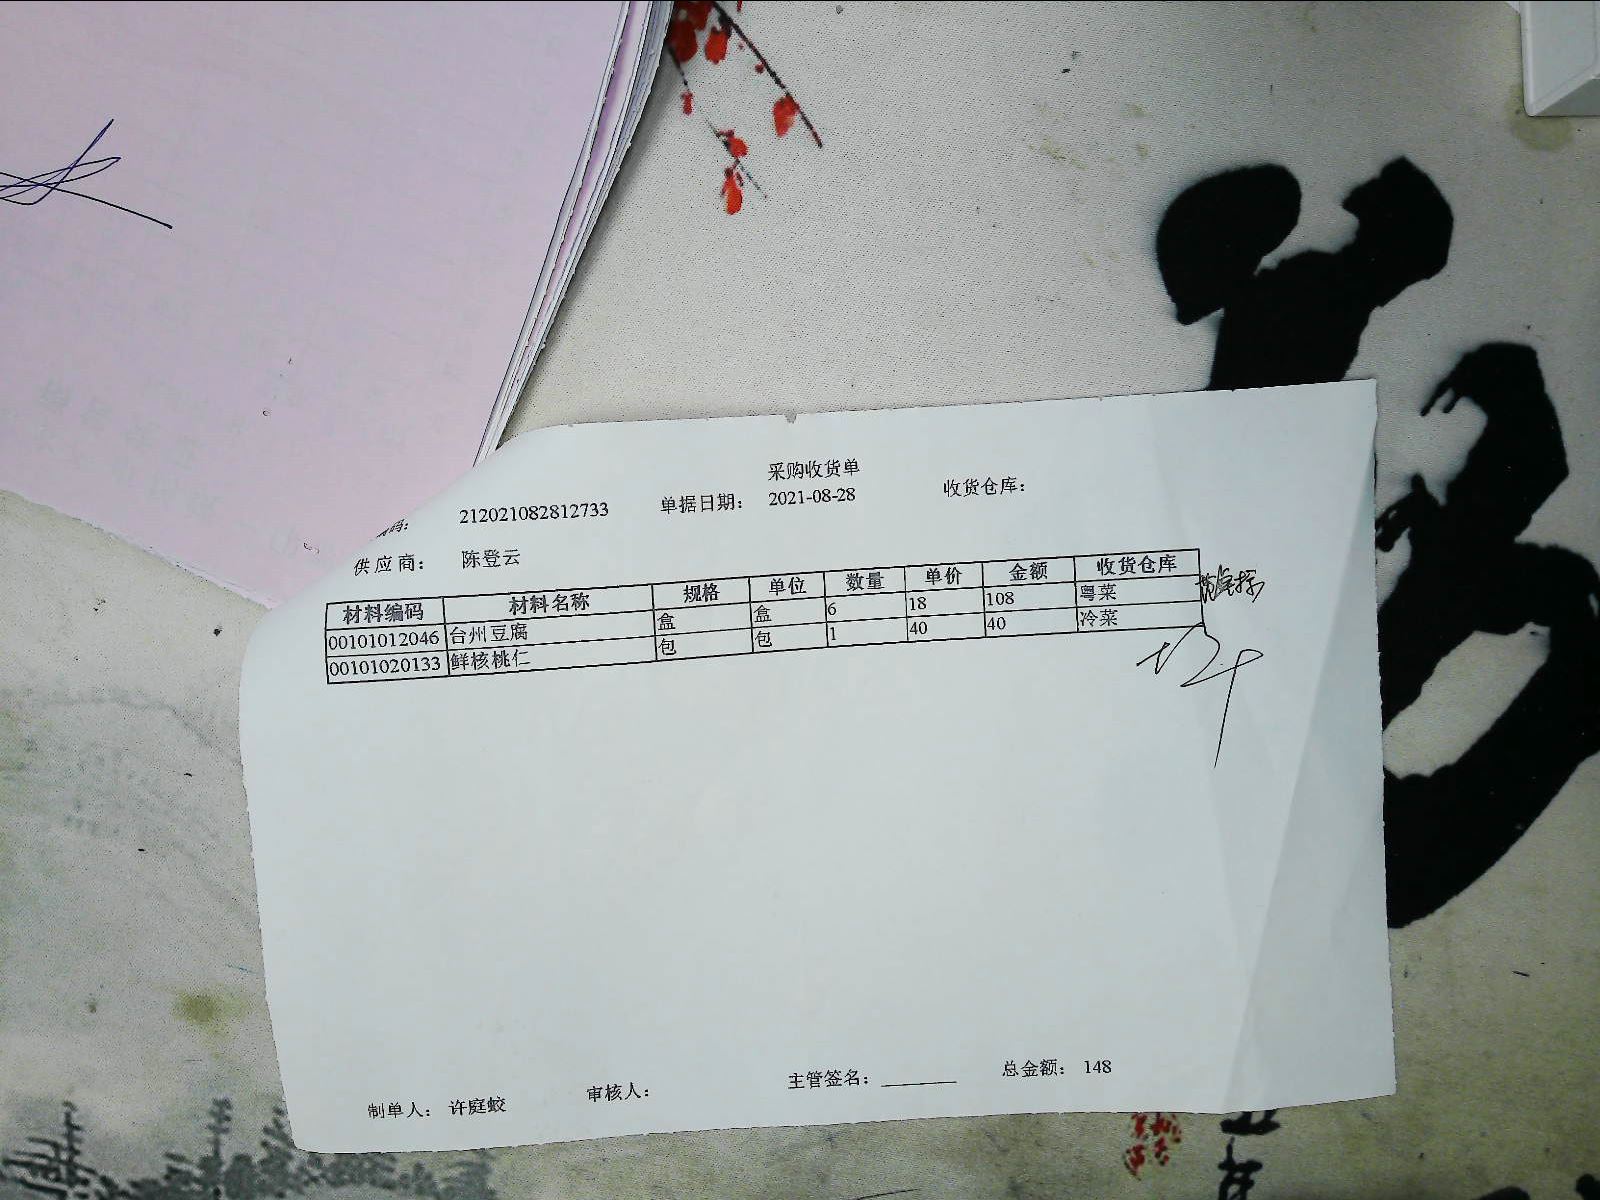 采购收货单
码： 212021082812733 单据日期： 2021-08-28 收货仓库：
供应商： 陈登云
材料编码 材料名称 规格 单位 数量 单价 金额 收货仓库
00101012046 台州豆腐 盒 盒 6 18 108 粤菜
00101020133 鲜核桃仁 包 包 1 40 40 冷菜
制单人： 许庭蛟 审核人： 主管签名： 总金额： 148